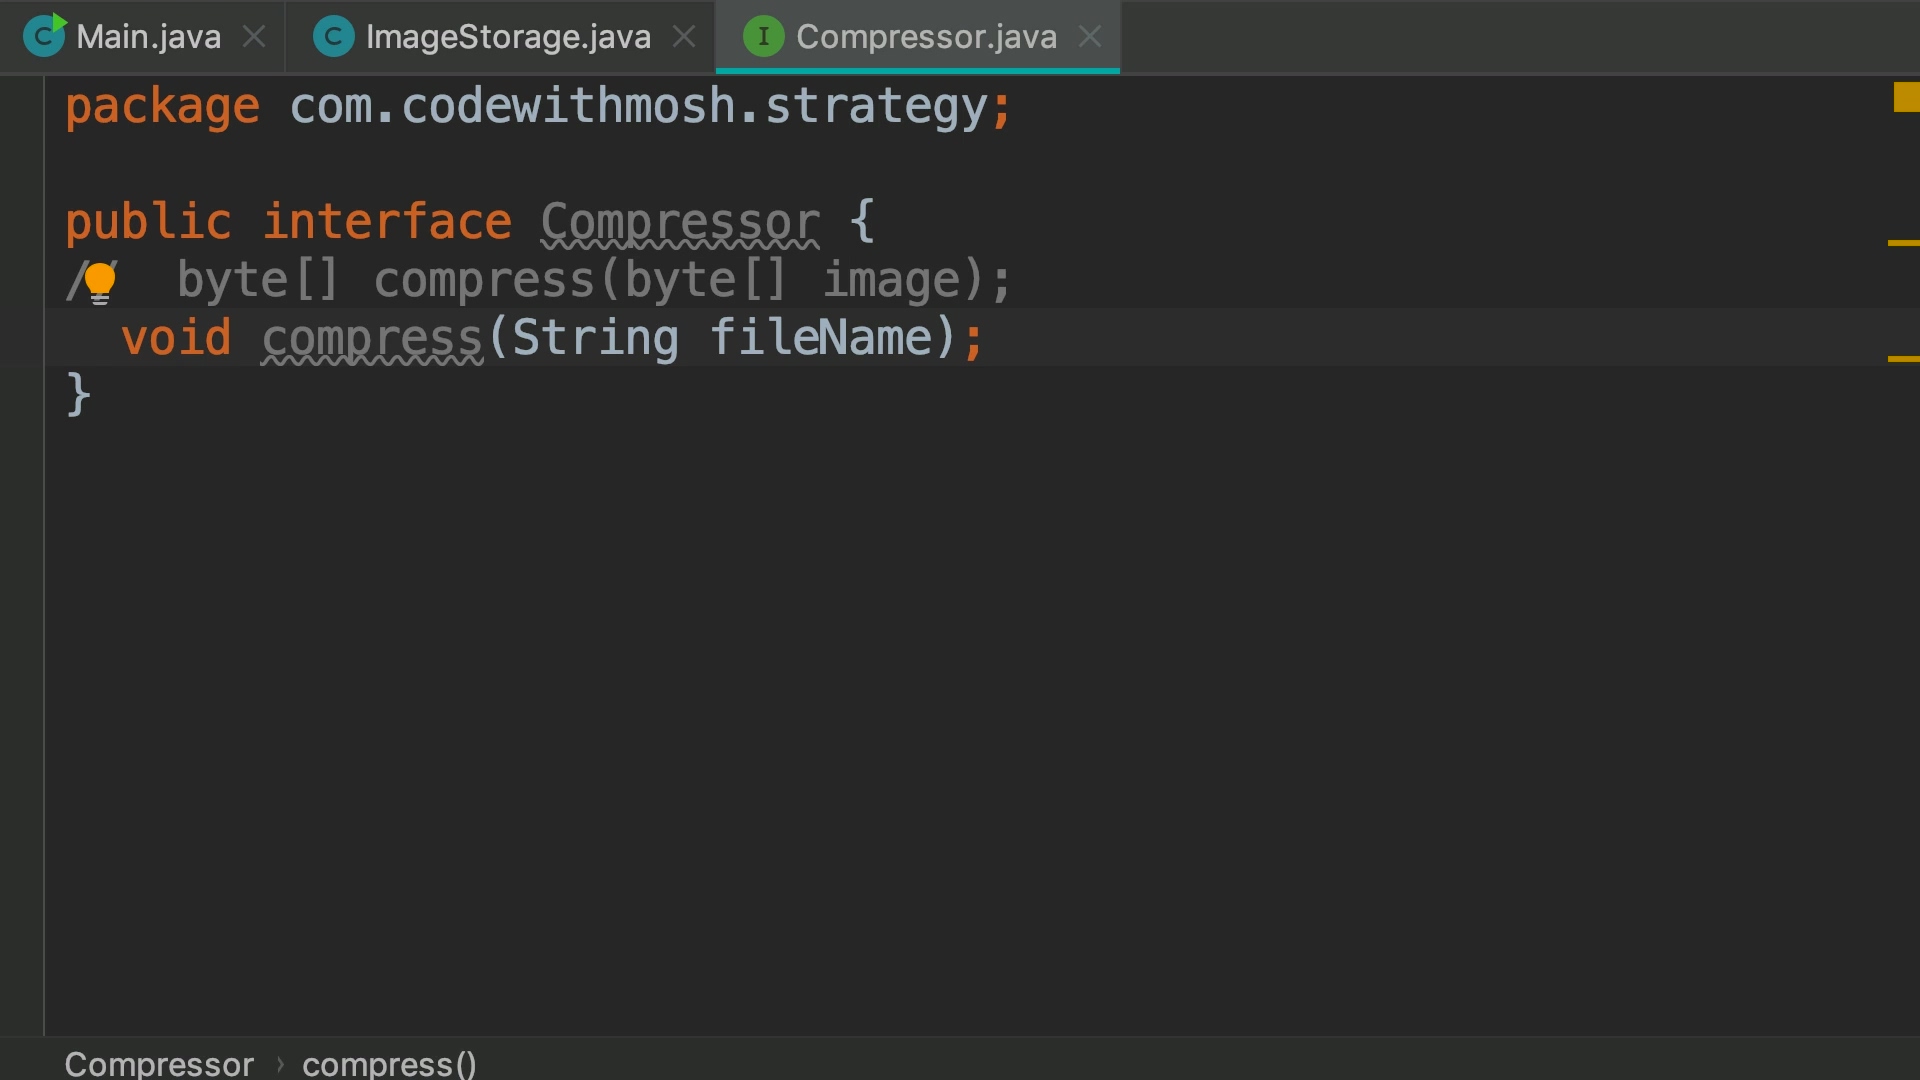 Main.java
ImageStorage.java
Compressor.java
package com.codewithmosh.strategy;
public interface Compressor {
//  byte[] compress(byte[] image);
  void compress(String fileName);
}
Compressor › compress()